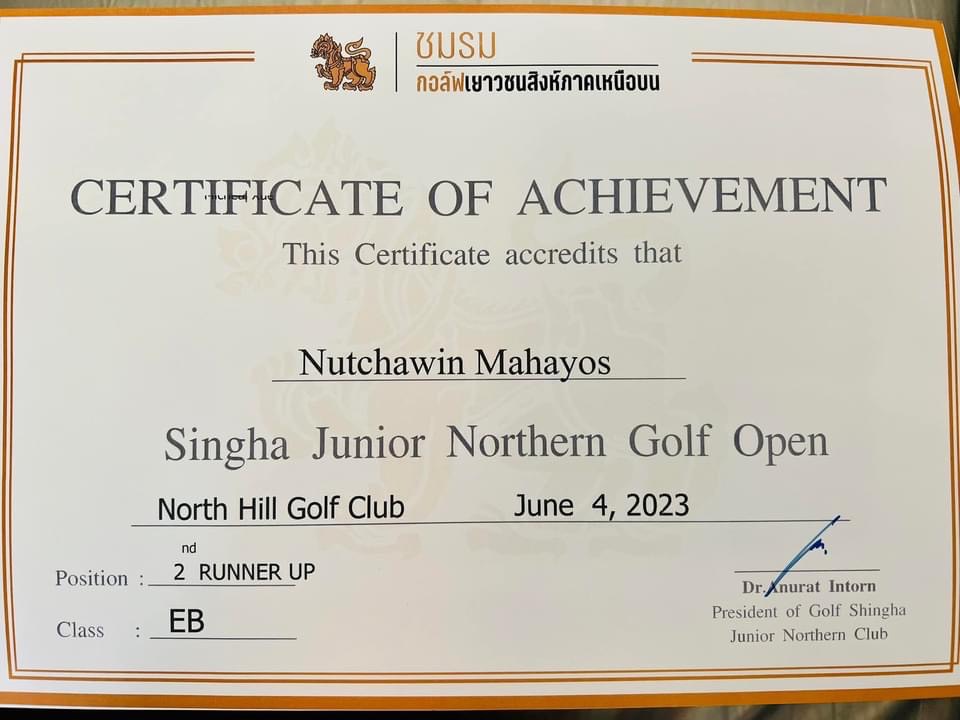 ชมรม
กอล์ฟเยาวชนสิงห์ภาคเหนือบน
CERTIFICATE OF ACHIEVEMENT
This Certificate accredits that
Nutchawin Mahayos
Singha Junior Northern Golf Open
North Hill Golf Club June 4, 2023
nd
Position : 2 RUNNER UP
Class : EB
Dr.Anurat Intorn
President of Golf Shingha
Junior Northern Club